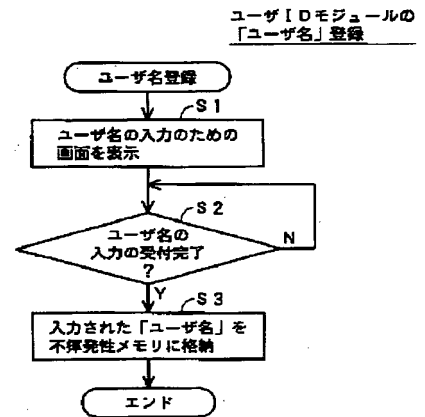 ユーザIDモジュールの
「ユーザ名」登録
ユーザ名登録
S1
ユーザ名の入力のための
画面を表示
S2
ユーザ名の
入力の受付完了
?
N
Y
S3
入力された「ユーザ名」を
不揮発性メモリに格納
エンド